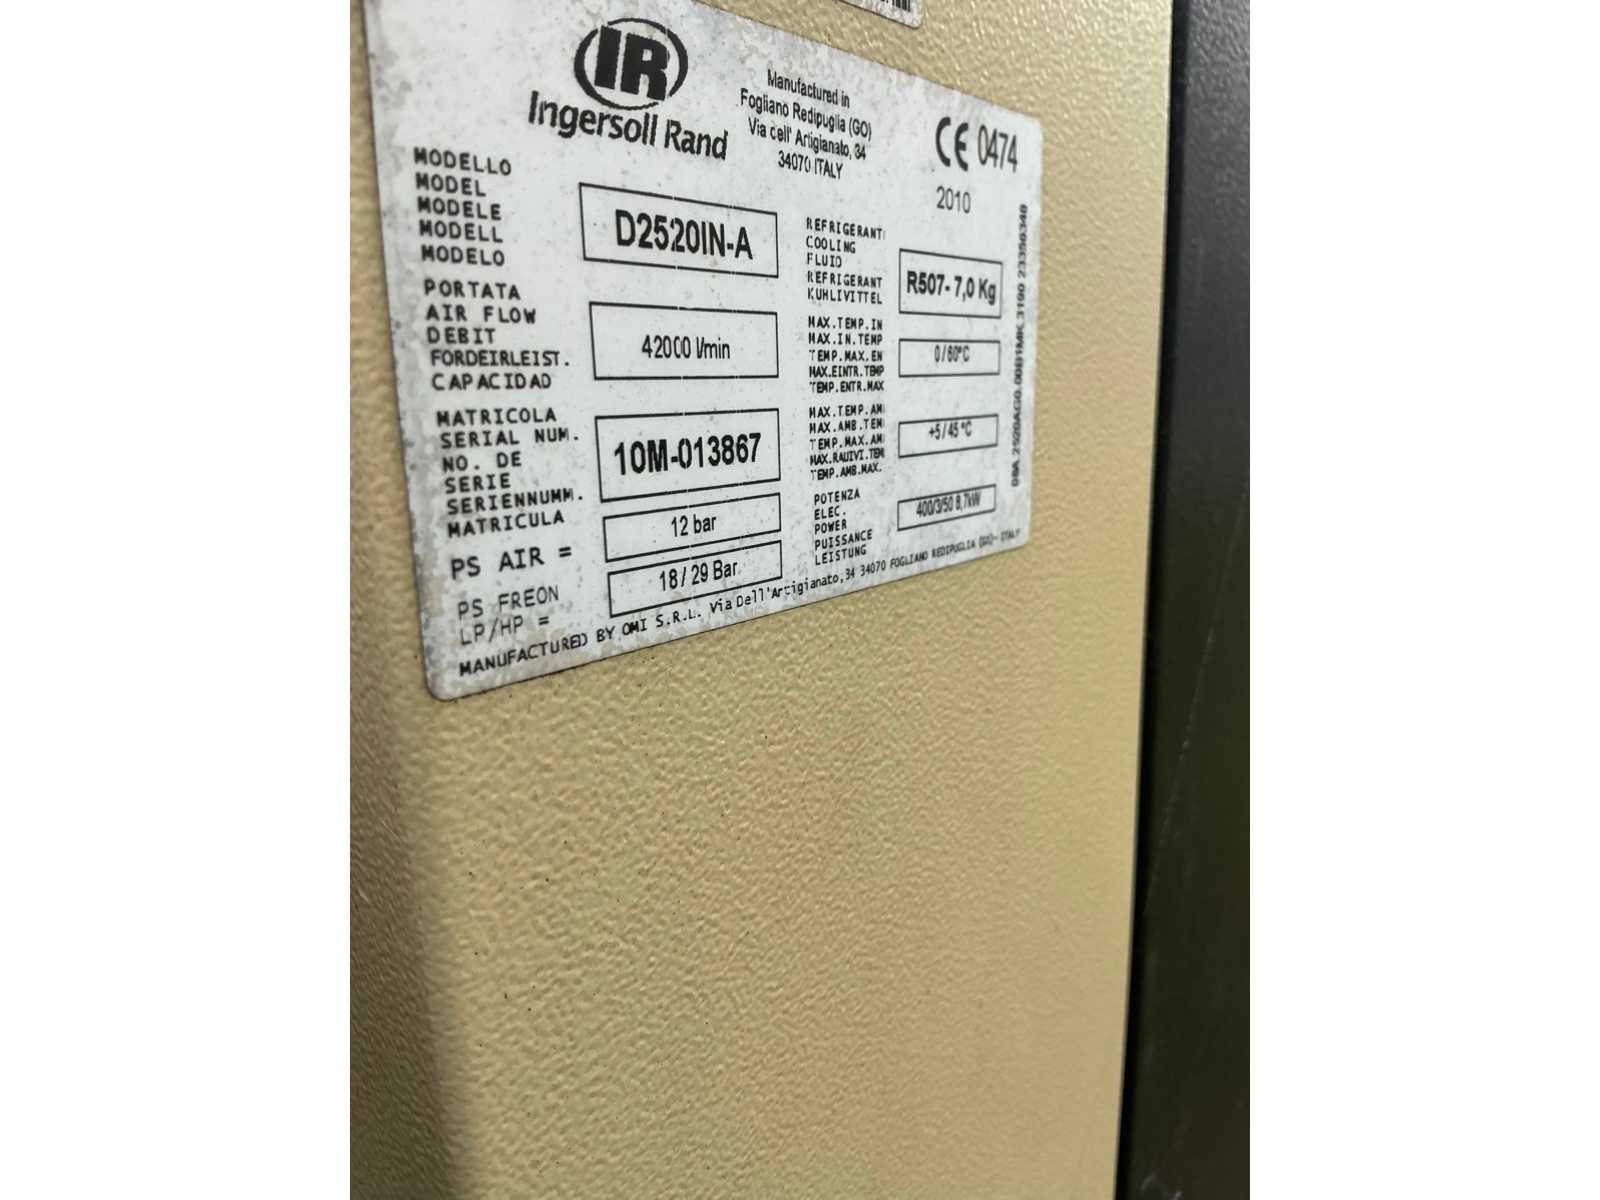 IR
Ingersoll Rand
Manufactured in
Fogliano Redipuglia (GO)
Via cell' Artigianato, 34
34070 ITALY
CE 0474
2010
MODELLO
MODEL
MODELE
MODELL
MODELO
D2520IN-A
PORTATA
AIR FLOW
DEBIT
FORDEIRLEIST.
CAPACIDAD
42000 l/min
MATRICOLA
SERIAL NUM.
NO. DE
SERIE
SERIENNUMM.
MATRICULA
10M-013867
PS AIR =
12 bar
PS FREON
LP/HP =
18 / 29 Bar
REFRIGERANT
COOLING
FLUID
REFRIGERANT
KUHLIVITTEL
R507- 7,0 Kg
MAX.TEMP.IN
MAX.IN.TEMP
TEMP.MAX.EN
MAX.EINTR.TEMP
TEMP.ENTR.MAX
0 / 60°C
MAX.TEMP.AM
MAX.AMB.TEM
TEMP.MAX.AM
MAX.RAUIVI.TEM
TEMP.AMB.MAX.
+5 / 45 °C
POTENZA
ELEC.
POWER
PUISSANCE
LEISTUNG
400/3/50 8,7kW
MANUFACTURED BY OMI S.R.L. Via Dell'Artigianato, 34 34070 FOGLIANO REDIPUGLIA (GO)- ITALY